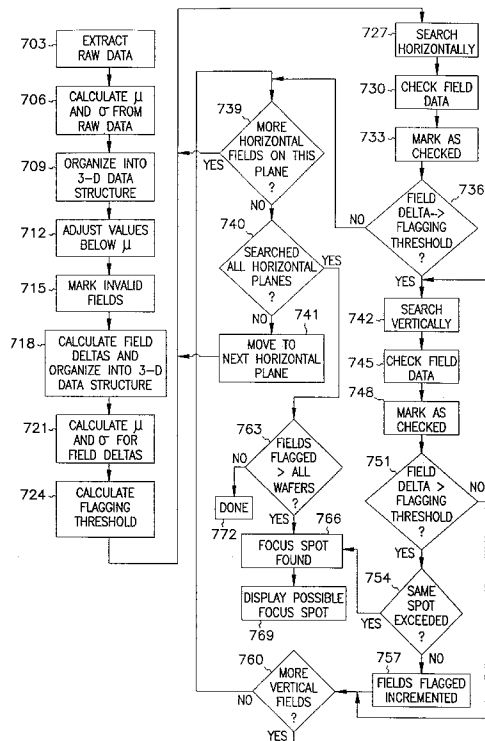 703
EXTRACT
RAW DATA
706
CALCULATE μ
AND σ FROM
RAW DATA
709
ORGANIZE INTO
3-D DATA
STRUCTURE
712
ADJUST VALUES
BELOW μ
715
MARK INVALID
FIELDS
718
CALCULATE FIELD
DELTAS AND
ORGANIZE INTO 3-D
DATA STRUCTURE
721
CALCULATE μ
AND σ FOR
FIELD DELTAS
724
CALCULATE
FLAGGING
THRESHOLD
739
MORE
HORIZONTAL
FIELDS ON THIS
PLANE
?
YES
NO
740
SEARCHED
ALL HORIZONTAL
PLANES
?
YES
NO
741
MOVE TO
NEXT HORIZONTAL
PLANE
763
FIELDS
FLAGGED
> ALL
WAFERS
?
NO
YES
DONE
772
766
FOCUS SPOT
FOUND
DISPLAY POSSIBLE
FOCUS SPOT
769
760
MORE
VERTICAL
FIELDS
?
NO
YES
727
SEARCH
HORIZONTALLY
730
CHECK FIELD
DATA
733
MARK AS
CHECKED
736
FIELD
DELTA->
FLAGGING
THRESHOLD
?
NO
YES
742
SEARCH
VERTICALLY
745
CHECK FIELD
DATA
748
MARK AS
CHECKED
751
FIELD
DELTA >
FLAGGING
THRESHOLD
?
NO
YES
754
SAME
SPOT
EXCEEDED
?
YES
NO
757
FIELDS FLAGGED
INCREMENTED